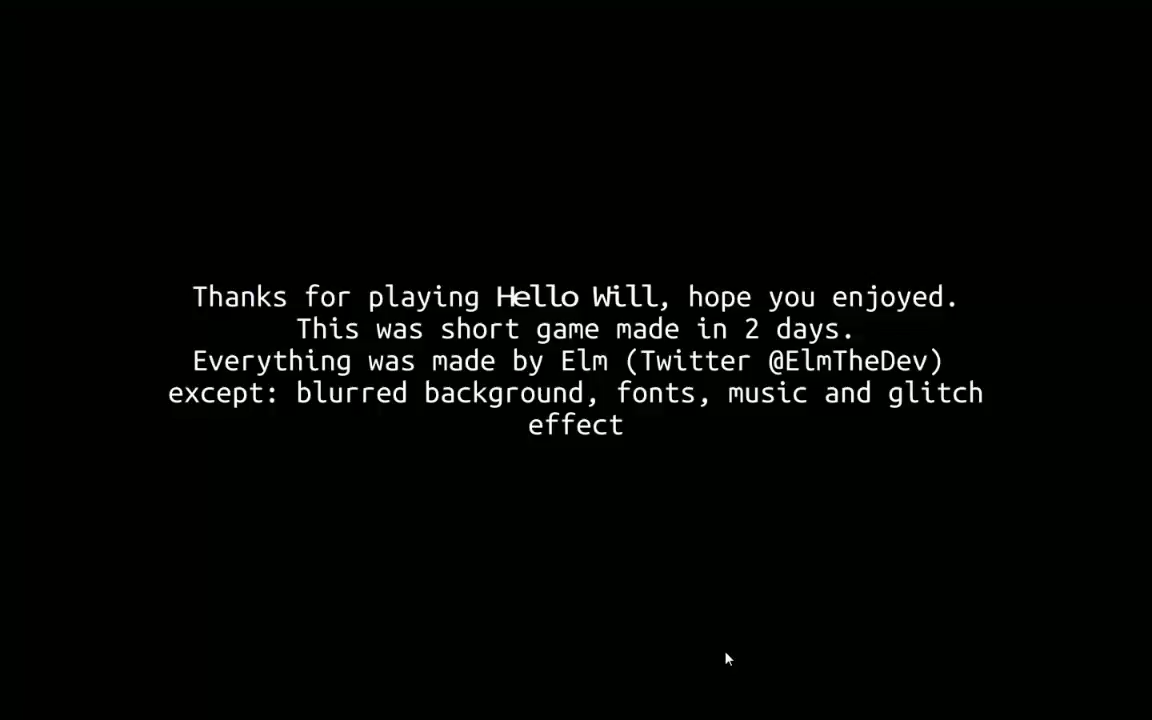 Thanks for playing Hello Will, hope you enjoyed.
This was short game made in 2 days.
Everything was made by Elm (Twitter @ElmTheDev)
except: blurred background, fonts, music and glitch
effect